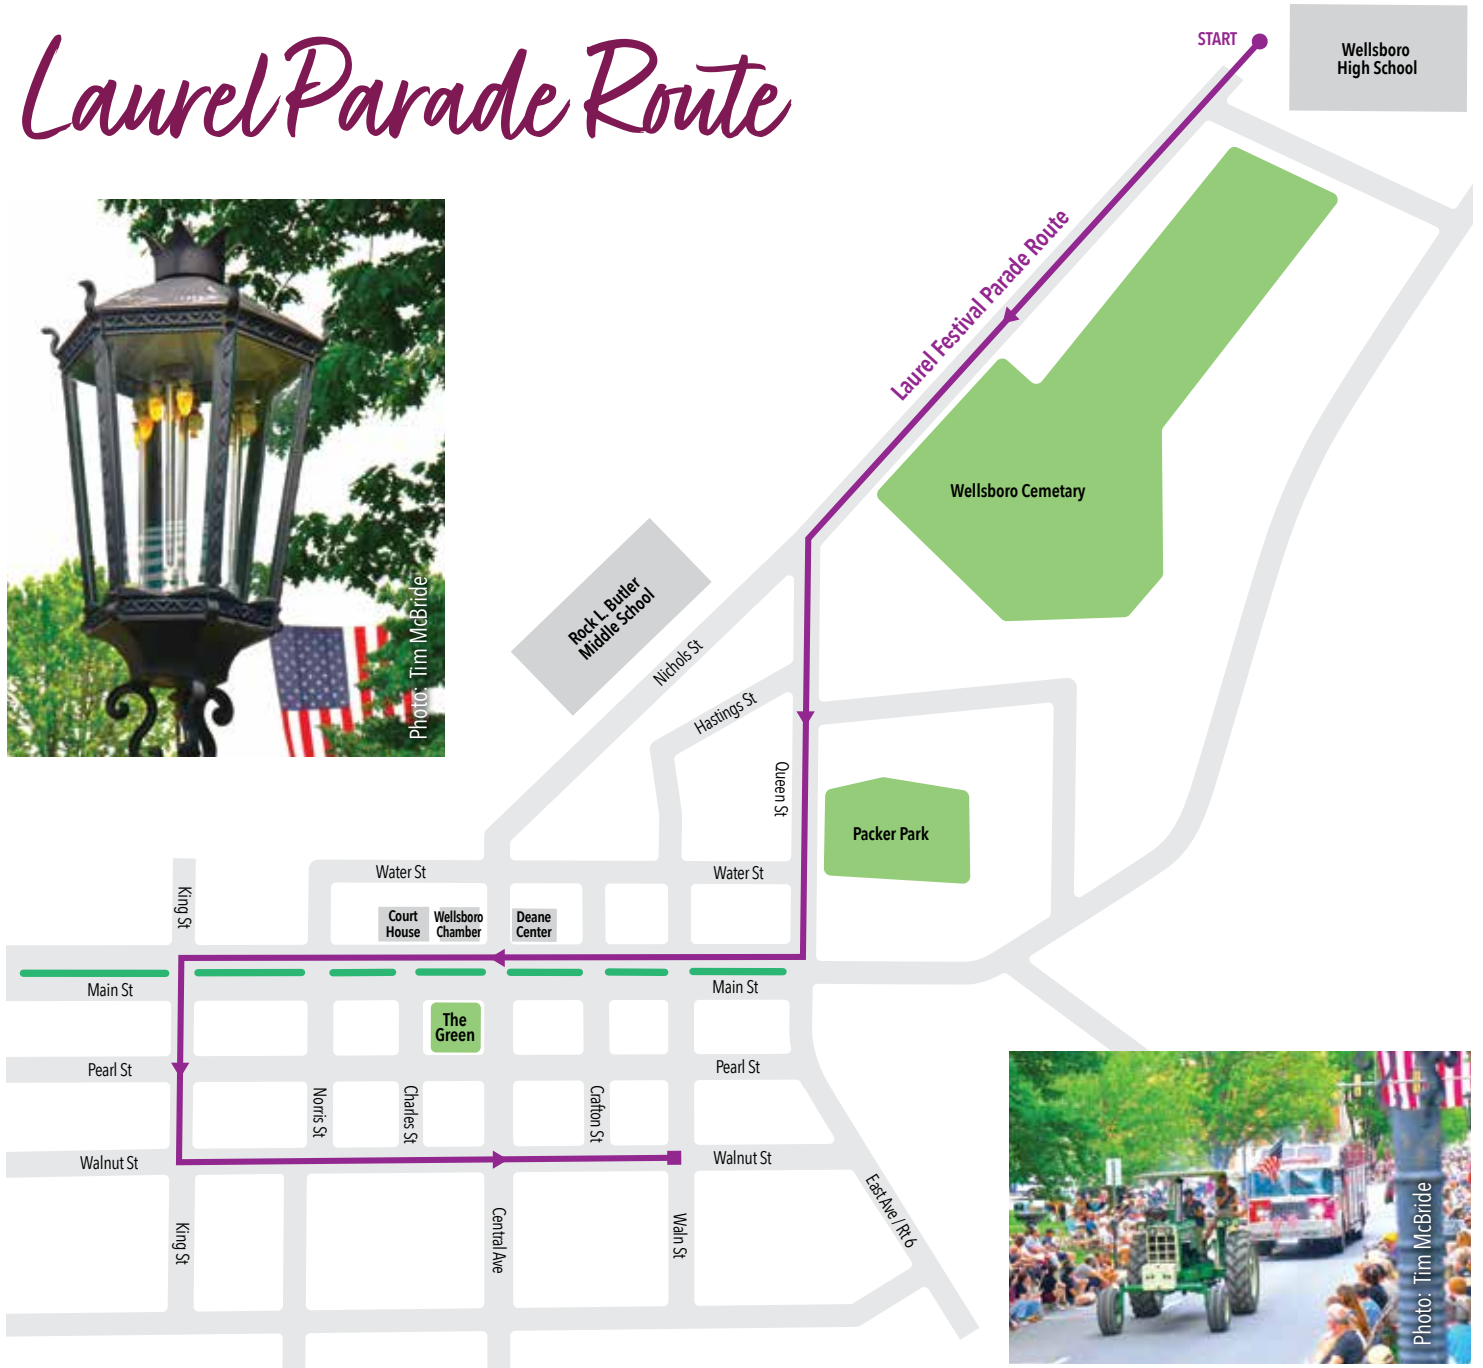 Laurel Parade Route
START
Wellsboro
High School
Laurel Festival Parade Route
Wellsboro Cemetary
Photo: Tim McBride
Rock L. Butler
Middle School
Nichols St
Hastings St
Queen St
Packer Park
Water St
Water St
King St
Court
House
Wellsboro
Chamber
Deane
Center
Main St
Main St
The
Green
Pearl St
Pearl St
Norris St
Charles St
Crafton St
Walnut St
Walnut St
King St
Central Ave
Waln St
East Ave / Rt 6
Photo: Tim McBride